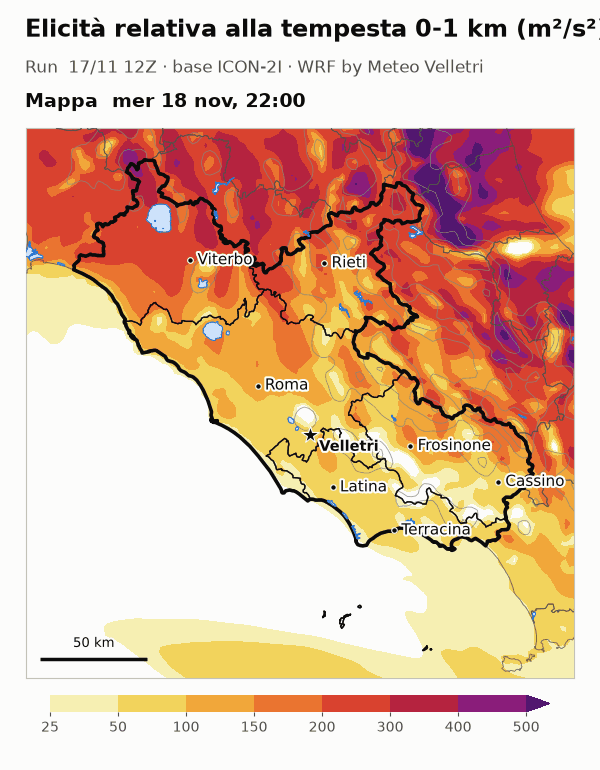 Elicità relativa alla tempesta 0-1 km (m²/s²)
Run 17/11 12Z · base ICON-2I · WRF by Meteo Velletri
Mappa mer 18 nov, 22:00
Viterbo
Rieti
Roma
Velletri
Frosinone
Latina
Cassino
Terracina
50 km
25 50 100 150 200 300 400 500